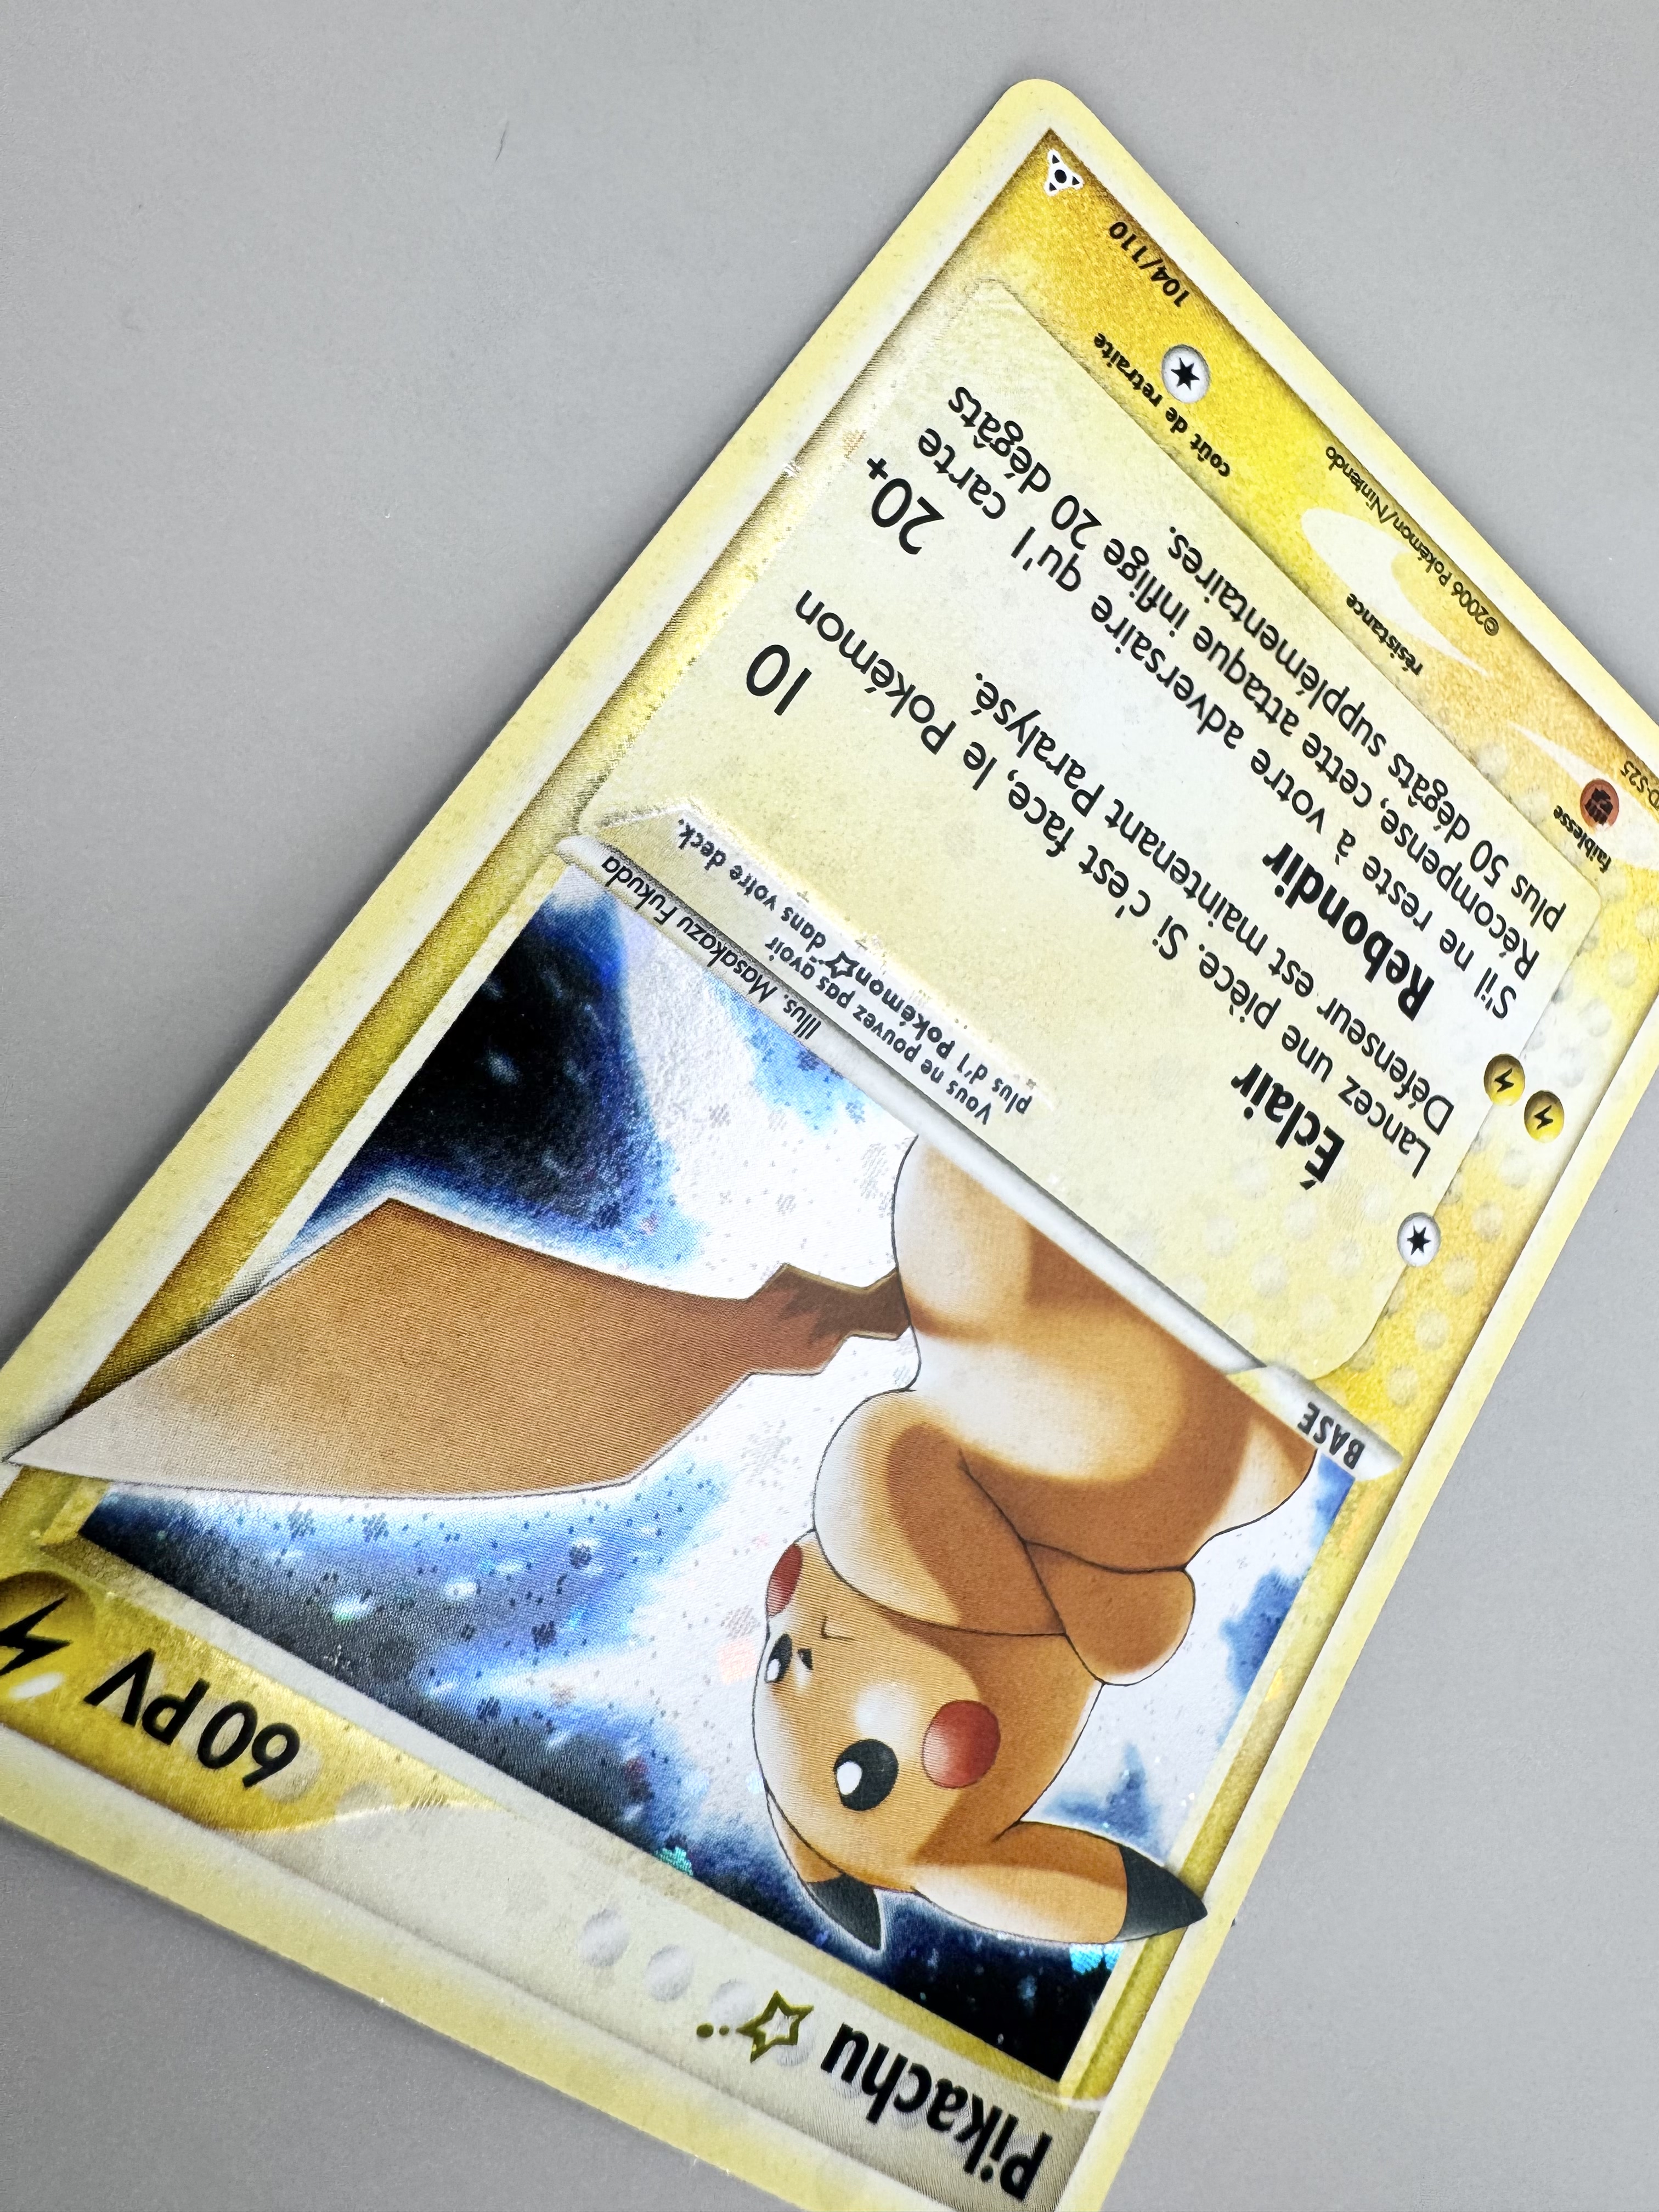 Pikachu
60 PV
BASE
Illus. Masakazu Fukuda
Vous ne pouvez pas avoir
plus d'1 Pokémon dans votre deck.
Éclair 10
Lancez une pièce. Si c'est face, le Pokémon
Défenseur est maintenant Paralysé.
Rebondir 20+
S'il ne reste à votre adversaire qu'1 carte
Récompense, cette attaque inflige 20 dégâts
plus 50 dégâts supplémentaires.
faiblesse
résistance
coût de retraite
©2006 Pokémon/Nintendo
104/110